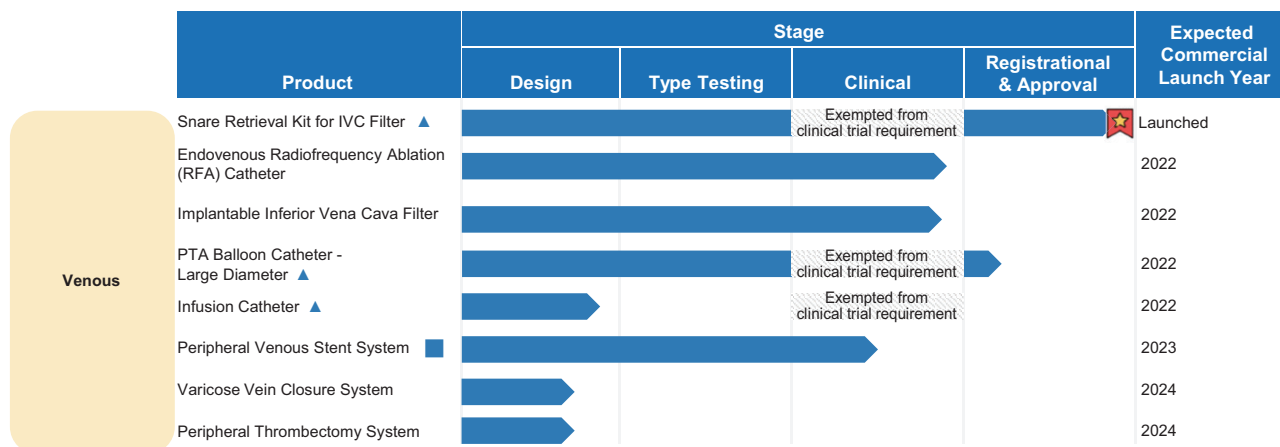 Stage
Expected
Commercial
Launch Year
Product
Design
Type Testing
Clinical
Registrational
& Approval
Venous
Snare Retrieval Kit for IVC Filter ▲
Exempted from
clinical trial requirement
Launched
Endovenous Radiofrequency Ablation
(RFA) Catheter
2022
Implantable Inferior Vena Cava Filter
2022
PTA Balloon Catheter -
Large Diameter ▲
Exempted from
clinical trial requirement
2022
Infusion Catheter ▲
Exempted from
clinical trial requirement
2022
Peripheral Venous Stent System
2023
Varicose Vein Closure System
2024
Peripheral Thrombectomy System
2024